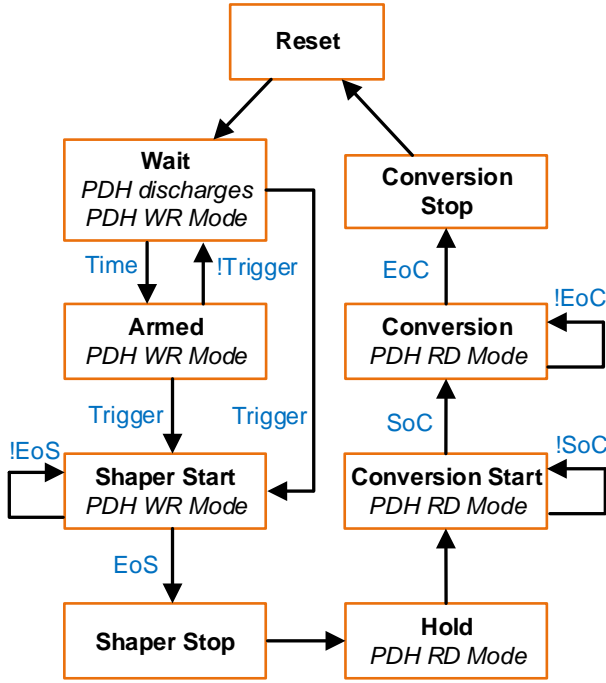 Reset
Wait
PDH discharges
PDH WR Mode
Time
!Trigger
Armed
PDH WR Mode
Trigger
Trigger
!EoS
Shaper Start
PDH WR Mode
EoS
Shaper Stop
Hold
PDH RD Mode
Conversion Start
PDH RD Mode
!SoC
SoC
Conversion
PDH RD Mode
!EoC
EoC
Conversion
Stop